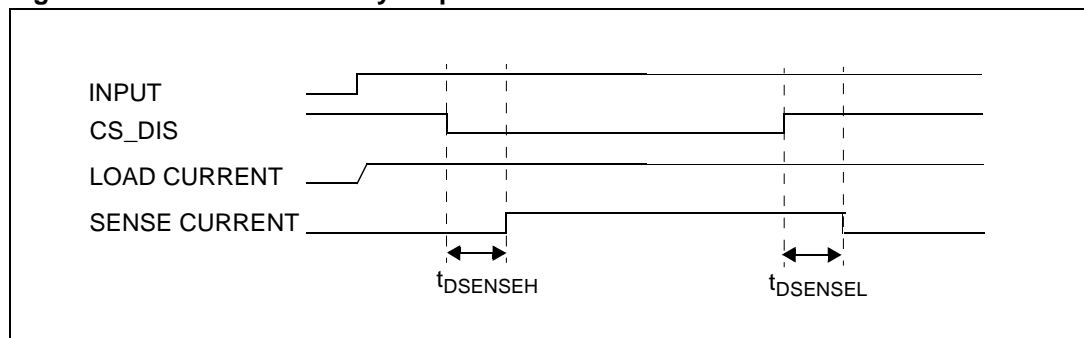 INPUT
CS_DIS
LOAD CURRENT
SENSE CURRENT
tDSENSEH
tDSENSEL